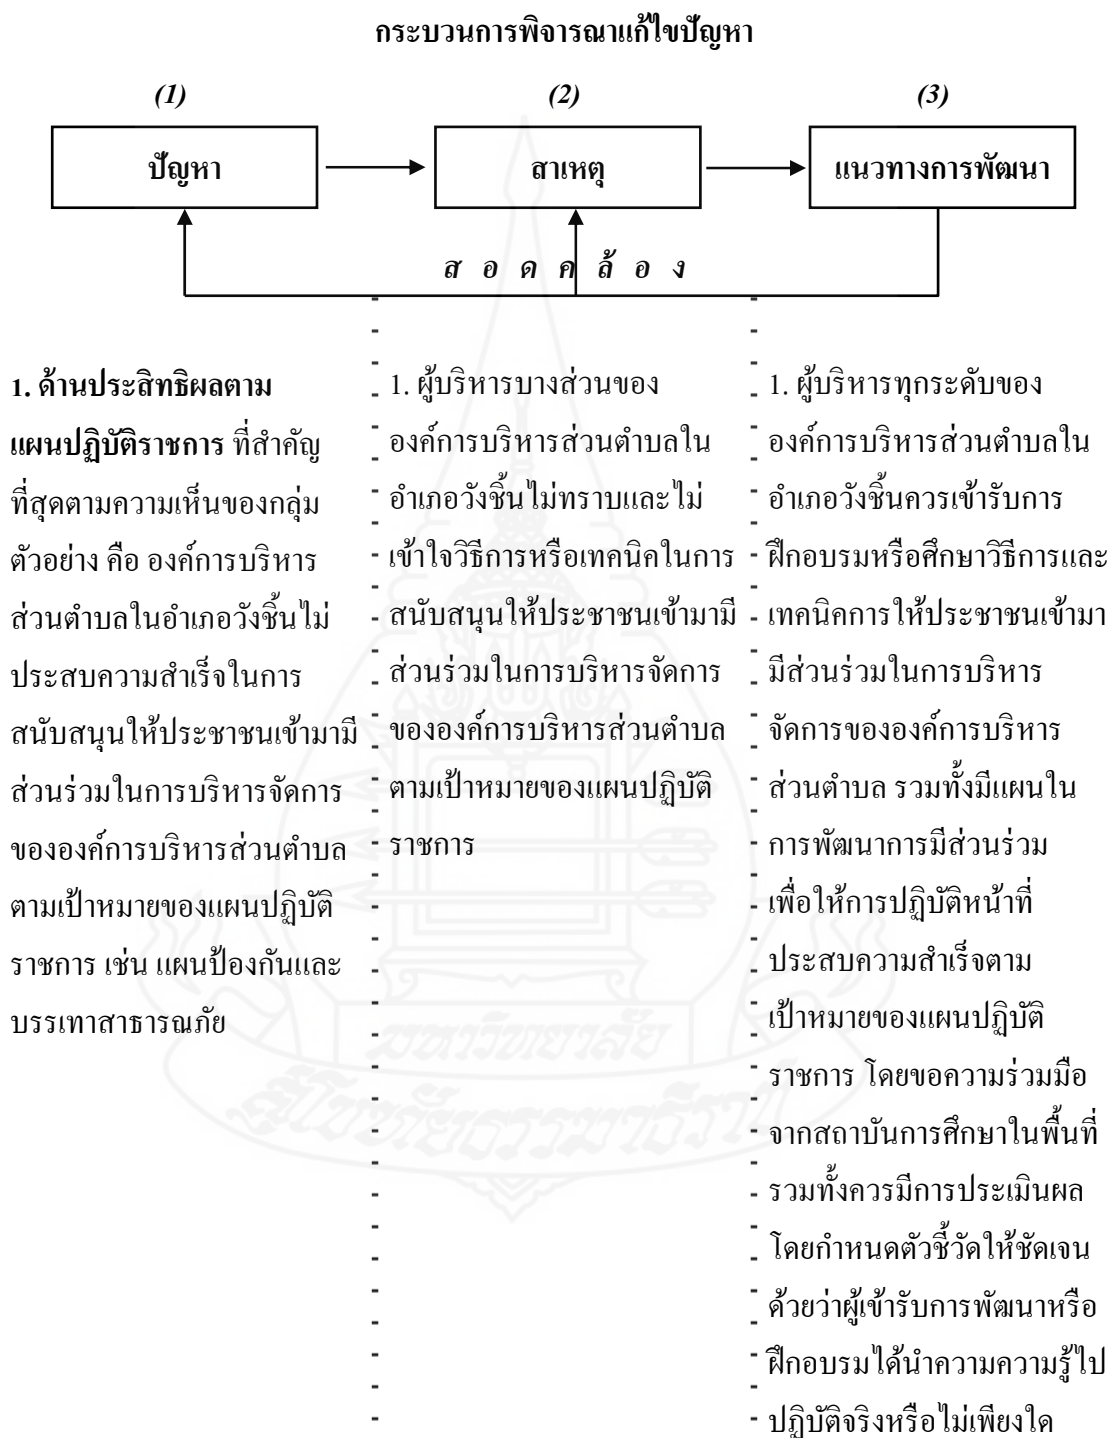 กระบวนการพิจารณาแก้ไขปัญหา
(1) (2) (3)
ปัญหา สาเหตุ แนวทางการพัฒนา
ส อ ด ค ล้ อ ง
1. ด้านประสิทธิผลตาม
แผนปฏิบัติราชการ ที่สำคัญ
ที่สุดตามความเห็นของกลุ่ม
ตัวอย่าง คือ องค์การบริหาร
ส่วนตำบลในอำเภอวังชิ้นไม่
ประสบความสำเร็จในการ
สนับสนุนให้ประชาชนเข้ามามี
ส่วนร่วมในการบริหารจัดการ
ขององค์การบริหารส่วนตำบล
ตามเป้าหมายของแผนปฏิบัติ
ราชการ เช่น แผนป้องกันและ
บรรเทาสาธารณภัย
1. ผู้บริหารบางส่วนของ
องค์การบริหารส่วนตำบลใน
อำเภอวังชิ้นไม่ทราบและไม่
เข้าใจวิธีการหรือเทคนิคในการ
สนับสนุนให้ประชาชนเข้ามามี
ส่วนร่วมในการบริหารจัดการ
ขององค์การบริหารส่วนตำบล
ตามเป้าหมายของแผนปฏิบัติ
ราชการ
1. ผู้บริหารทุกระดับของ
องค์การบริหารส่วนตำบลใน
อำเภอวังชิ้นควรเข้ารับการ
ฝึกอบรมหรือศึกษาวิธีการและ
เทคนิคการให้ประชาชนเข้ามา
มีส่วนร่วมในการบริหาร
จัดการขององค์การบริหาร
ส่วนตำบล รวมทั้งมีแผนใน
การพัฒนาการมีส่วนร่วม
เพื่อให้การปฏิบัติหน้าที่
ประสบความสำเร็จตาม
เป้าหมายของแผนปฏิบัติ
ราชการ โดยขอความร่วมมือ
จากสถาบันการศึกษาในพื้นที่
รวมทั้งควรมีการประเมินผล
โดยกำหนดตัวชี้วัดให้ชัดเจน
ด้วยว่าผู้เข้ารับการพัฒนาหรือ
ฝึกอบรมได้นำความความรู้ไป
ปฏิบัติจริงหรือไม่เพียงใด
มหาวิทยาลัย
สุโขทัยธรรมาธิราช